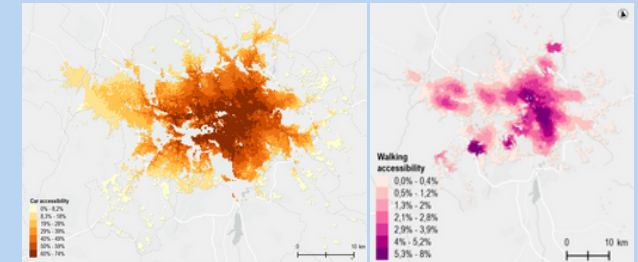 Car accessibility
0% - 8,2%
8,3% - 18%
19% - 28%
29% - 39%
40% - 49%
50% - 59%
60% - 74%
0
10 km
Walking
accessibility
0,0% - 0,4%
0,5% - 1,2%
1,3% - 2%
2,1% - 2,8%
2,9% - 3,9%
4% - 5,2%
5,3% - 8%
0
10 km